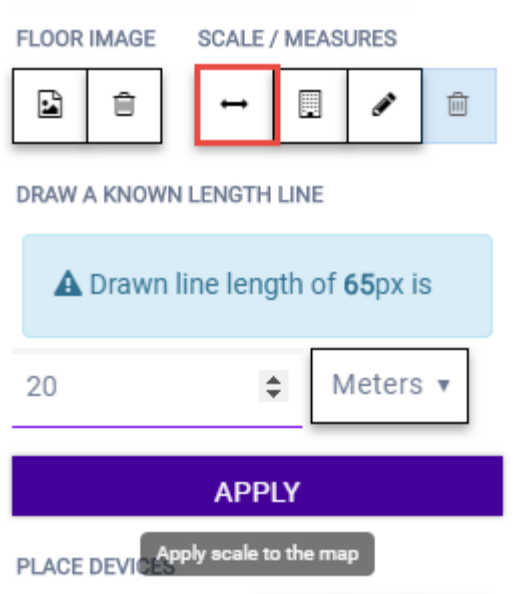 FLOOR IMAGE SCALE / MEASURES
DRAW A KNOWN LENGTH LINE
Drawn line length of 65px is
20 Meters
APPLY
Apply scale to the map
PLACE DEVICES